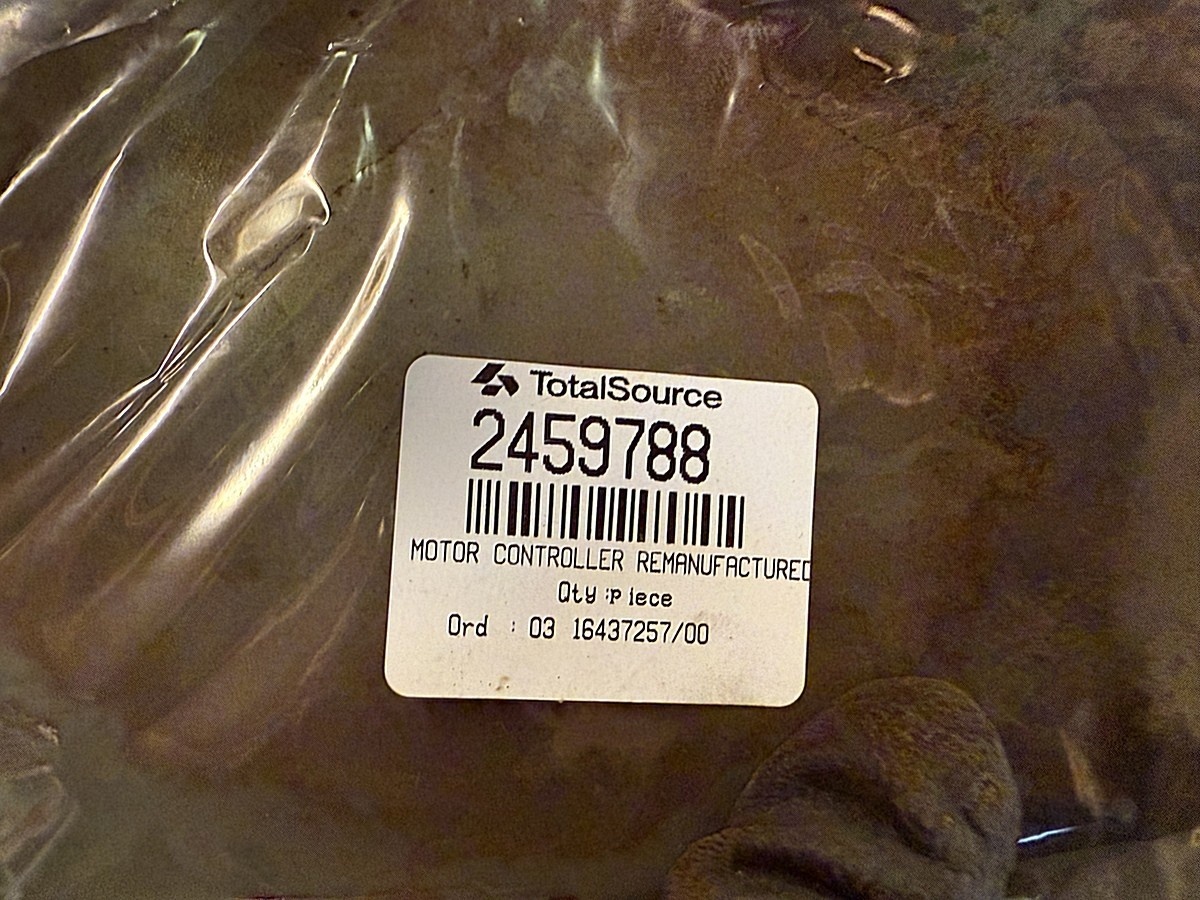 TotalSource
2459788
MOTOR CONTROLLER REMANUFACTURED
Qty :piece
Ord : 03 16437257/00